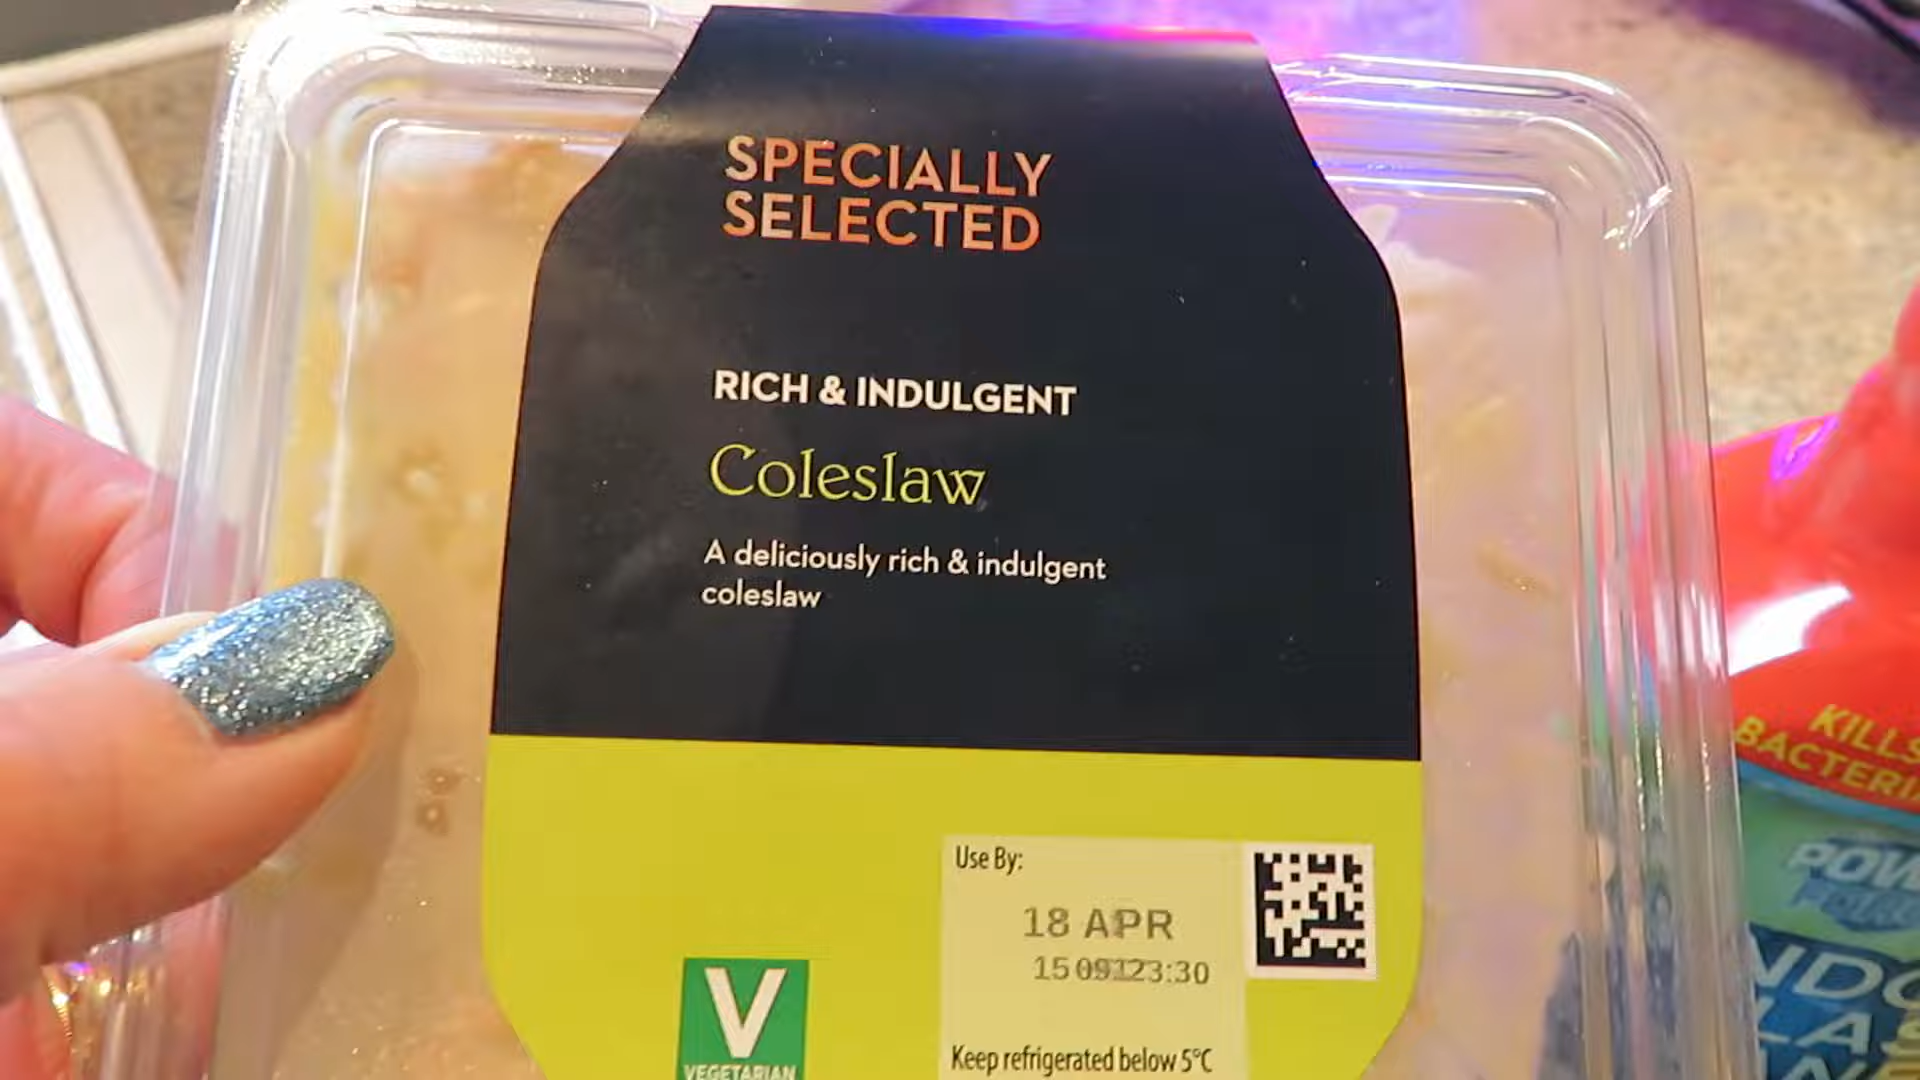 SPECIALLY
SELECTED
RICH & INDULGENT
Coleslaw
A deliciously rich & indulgent
coleslaw
Use By:
18 APR
Keep refrigerated below 5°C
V
VEGETARIAN
KILLS